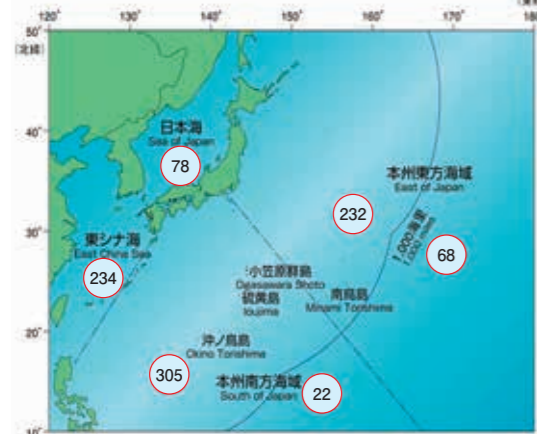 120° 130° 140° 150° 160° 170° 180
50°
(北緯)
40°
30°
20°
10°
日本海
Sea of Japan
78
本州東方海域
East of Japan
232
1,000海里
1,000 miles
68
東シナ海
East China Sea
234
小笠原群島
Ogasawara Shoto
硫黄島
Ioujima
南鳥島
Minami Torishima
沖ノ鳥島
Okino Torishima
305
本州南方海域
South of Japan
22